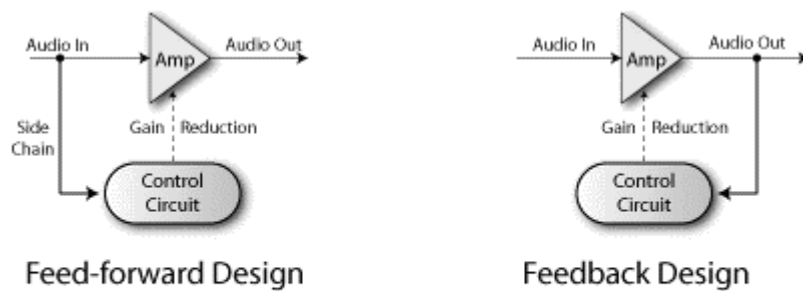 Audio In
Amp
Audio Out
Side
Chain
Gain Reduction
Control
Circuit
Feed-forward Design
Audio In
Amp
Audio Out
Gain Reduction
Control
Circuit
Feedback Design